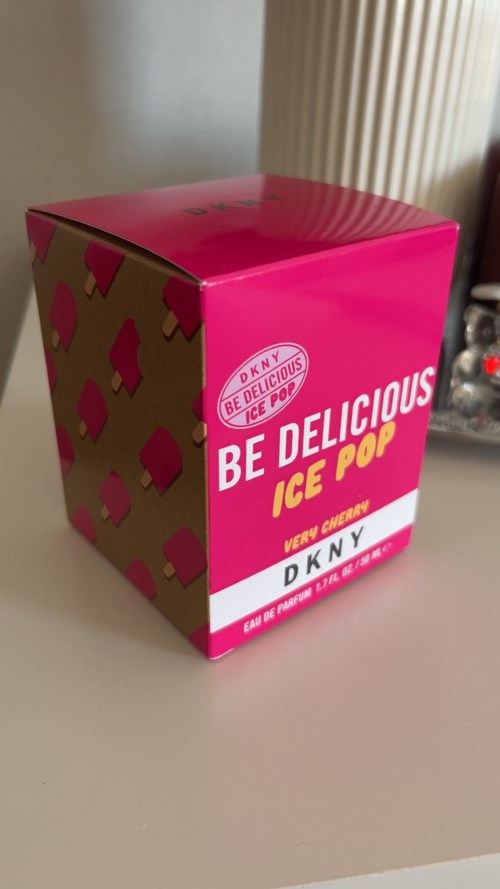 DKNY
DKNY
BE DELICIOUS
ICE POP
BE DELICIOUS
ICE POP
VERY CHERRY
DKNY
EAU DE PARFUM 1.7 FL. OZ. / 50 ML ℮